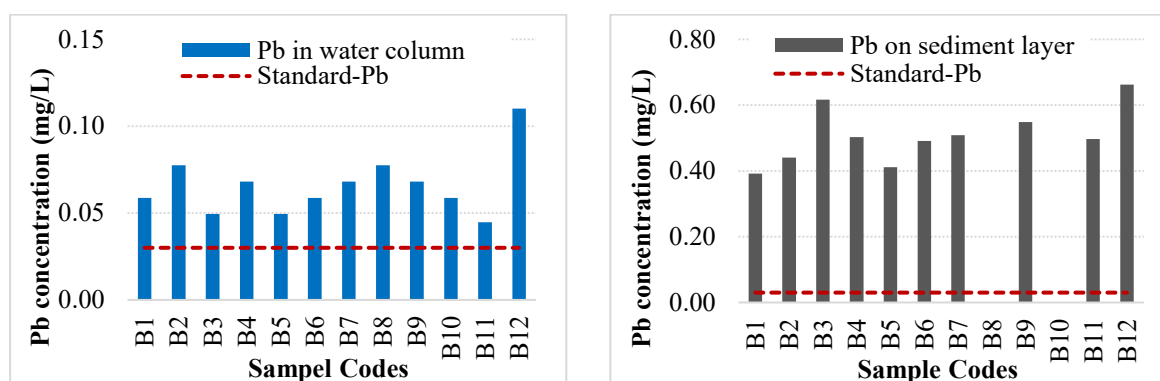 Pb concentration (mg/L)
0.15
0.10
0.05
0.00
Pb in water column
Standard-Pb
B1 B2 B3 B4 B5 B6 B7 B8 B9 B10 B11 B12
Sampel Codes
Pb concentration (mg/L)
0.80
0.60
0.40
0.20
0.00
Pb on sediment layer
Standard-Pb
B1 B2 B3 B4 B5 B6 B7 B8 B9 B10 B11 B12
Sample Codes